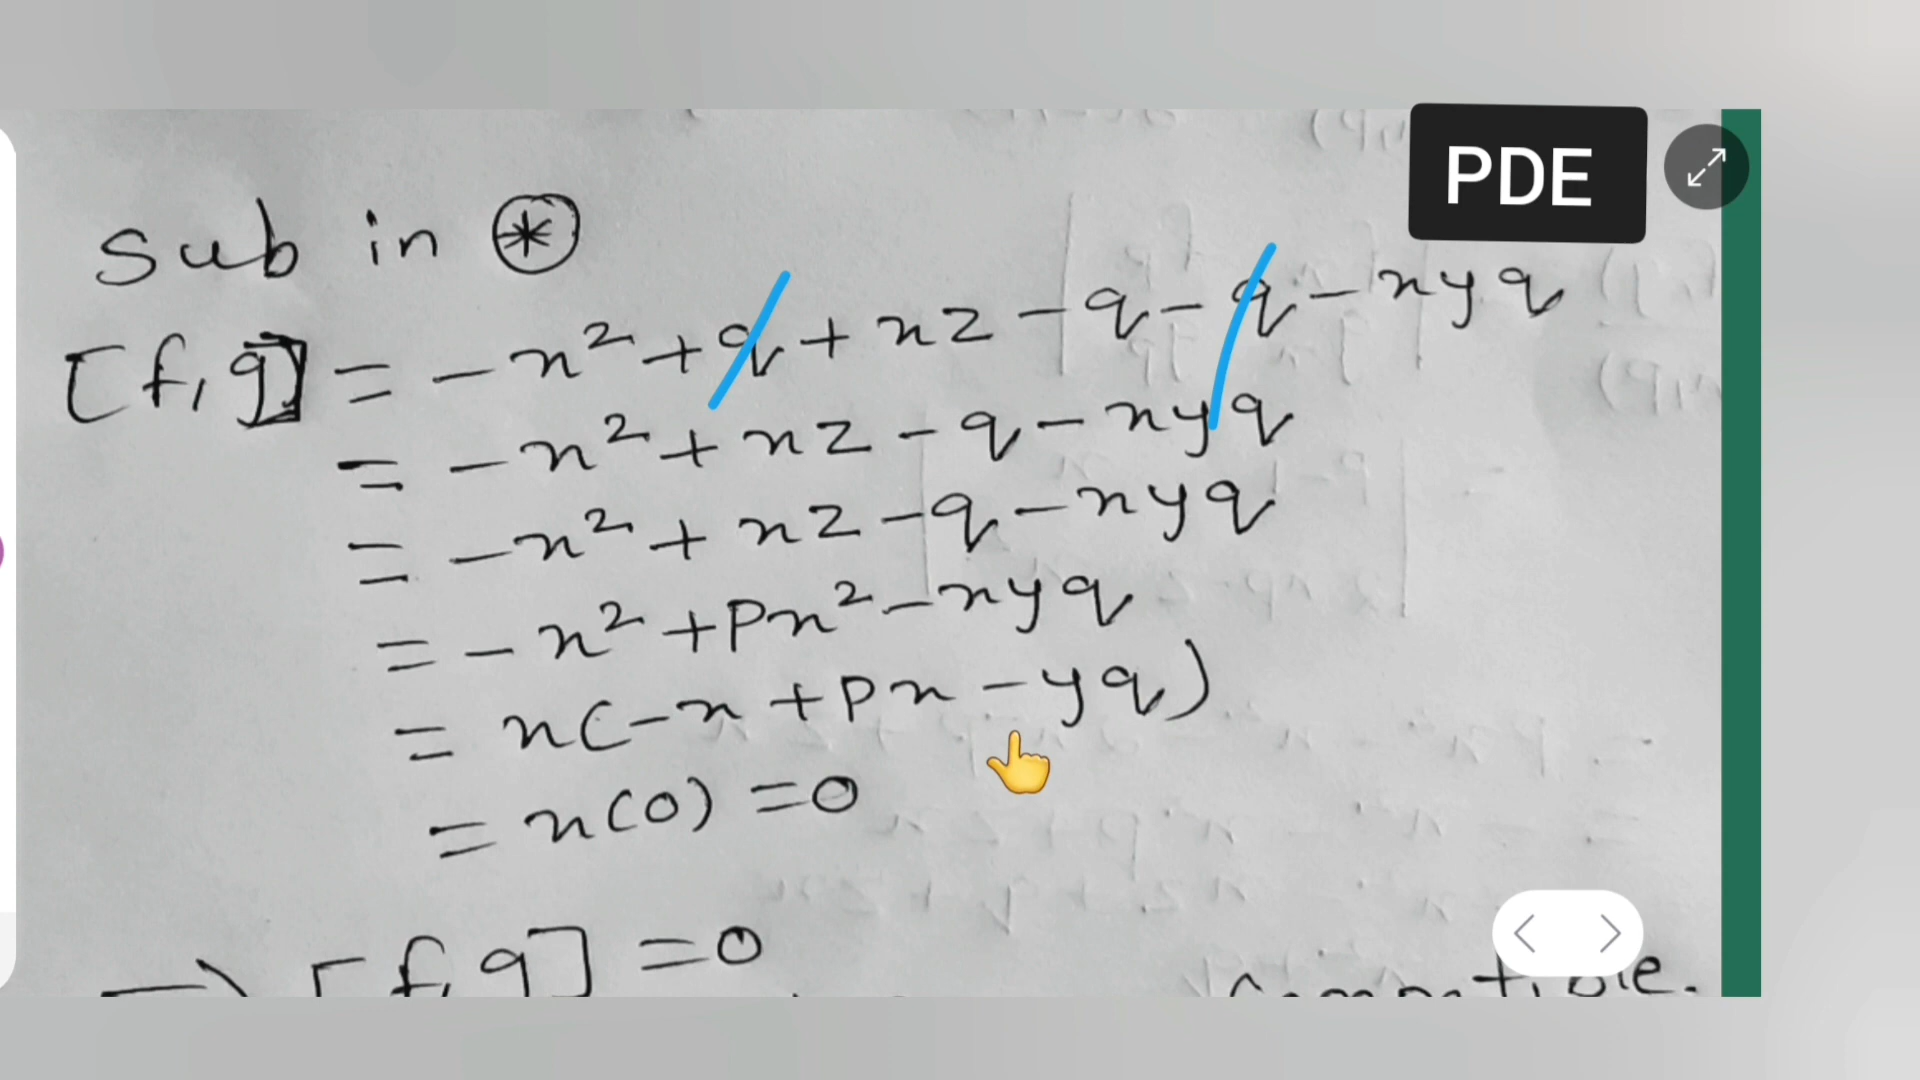 PDE
Sub in ⊛
[f,g] = -x² + q + xz - q - q - xyq
= -x² + xz - q - xyq
= -x² + xz - q - xyq
= -x² + px² - xyq
= x(-x + px - yq)
= x(0) = 0
⇒ [f,g] = 0